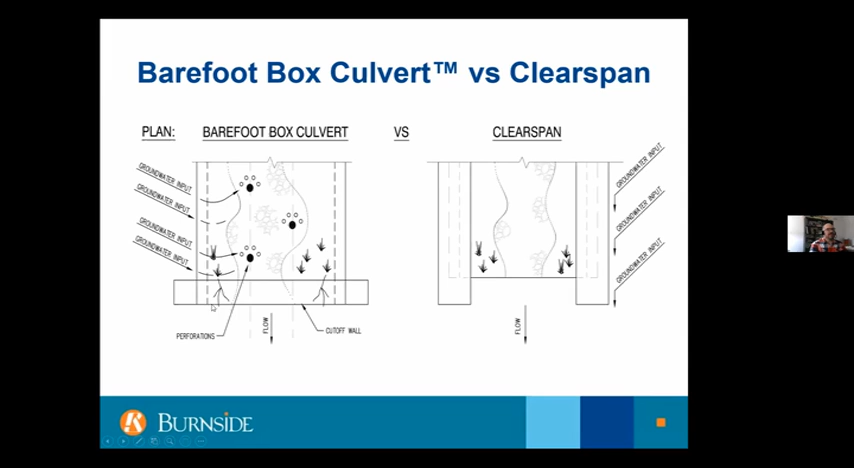 Barefoot Box Culvert™ vs Clearspan
PLAN: BAREFOOT BOX CULVERT VS CLEARSPAN
GROUNDWATER INPUT
GROUNDWATER INPUT
GROUNDWATER INPUT
GROUNDWATER INPUT
GROUNDWATER INPUT
GROUNDWATER INPUT
GROUNDWATER INPUT
PERFORATIONS
FLOW
CUTOFF WALL
FLOW
BURNSIDE